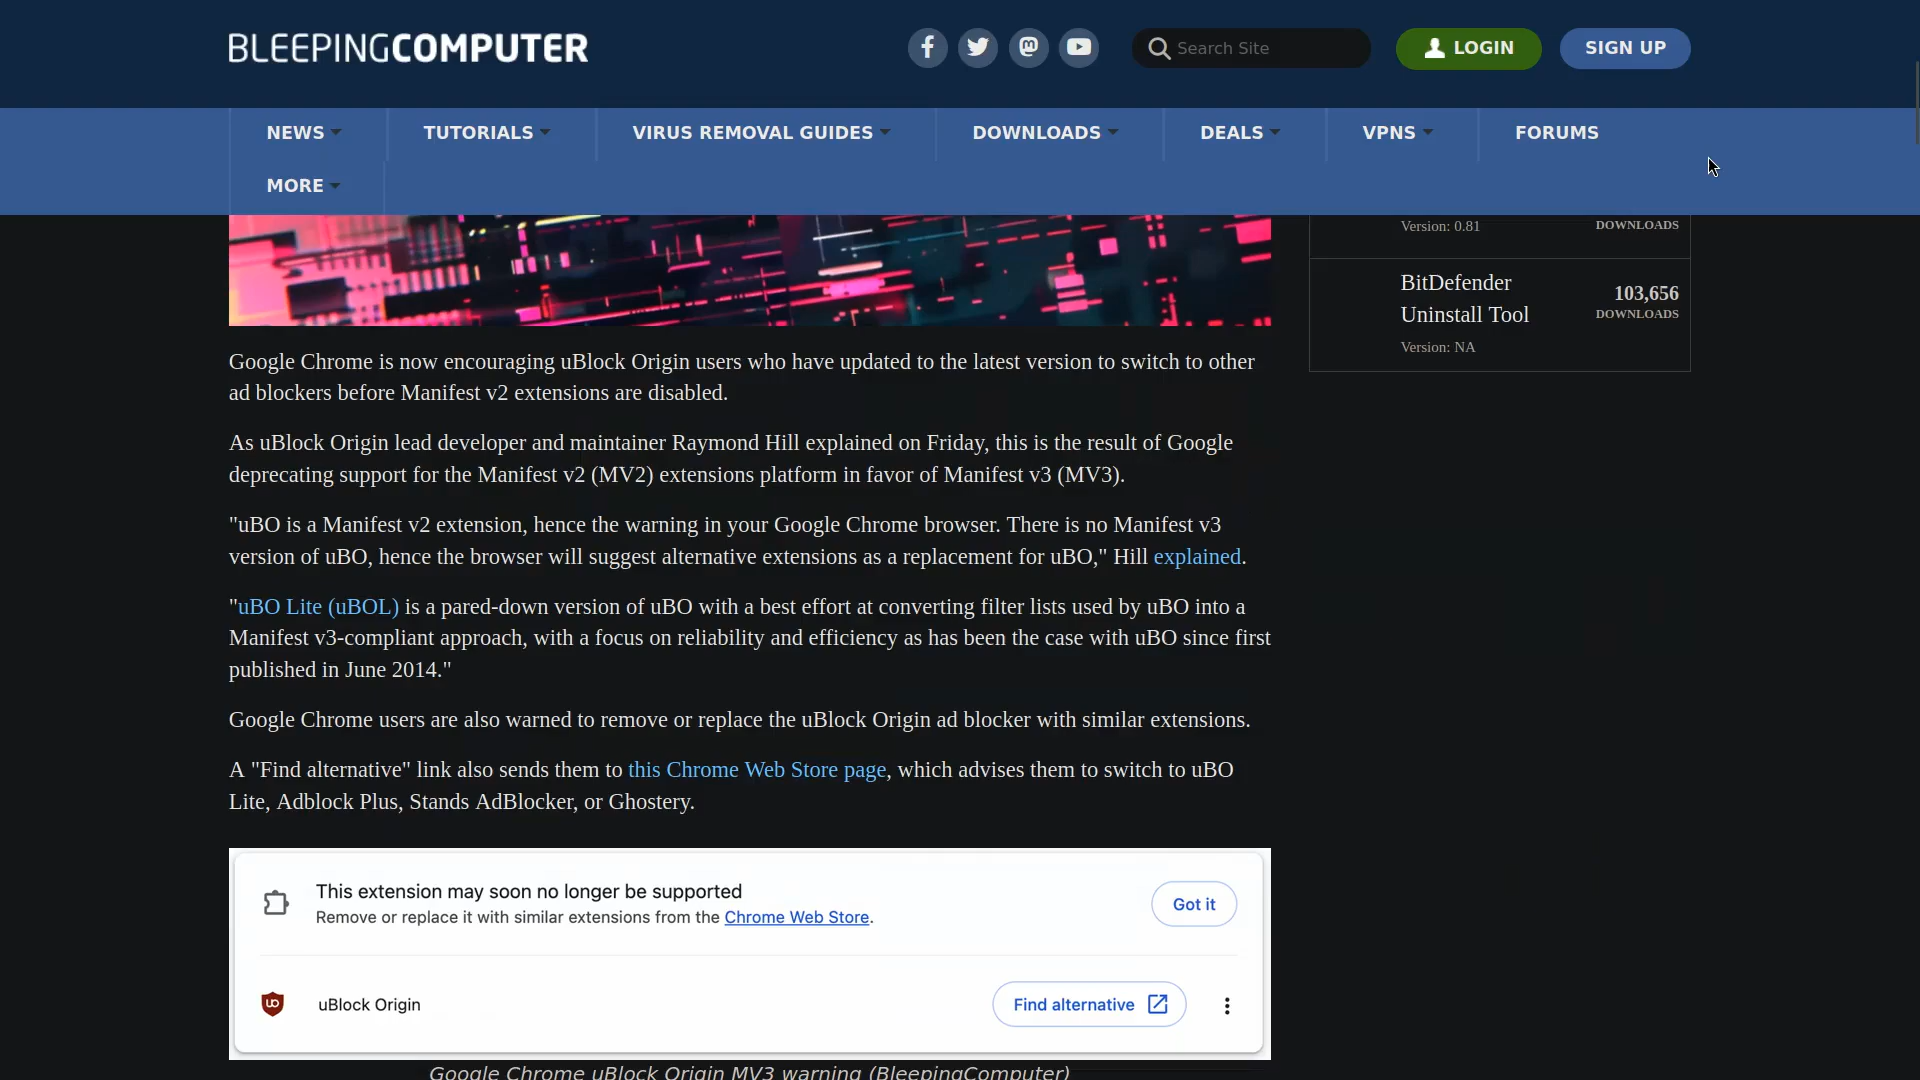 BLEEPINGCOMPUTER
Search Site
LOGIN
SIGN UP
NEWS
TUTORIALS
VIRUS REMOVAL GUIDES
DOWNLOADS
DEALS
VPNS
FORUMS
MORE
Version: 0.81
DOWNLOADS
BitDefender
Uninstall Tool
103,656
DOWNLOADS
Version: NA
Google Chrome is now encouraging uBlock Origin users who have updated to the latest version to switch to other
ad blockers before Manifest v2 extensions are disabled.
As uBlock Origin lead developer and maintainer Raymond Hill explained on Friday, this is the result of Google
deprecating support for the Manifest v2 (MV2) extensions platform in favor of Manifest v3 (MV3).
"uBO is a Manifest v2 extension, hence the warning in your Google Chrome browser. There is no Manifest v3
version of uBO, hence the browser will suggest alternative extensions as a replacement for uBO," Hill explained.
"uBO Lite (uBOL) is a pared-down version of uBO with a best effort at converting filter lists used by uBO into a
Manifest v3-compliant approach, with a focus on reliability and efficiency as has been the case with uBO since first
published in June 2014."
Google Chrome users are also warned to remove or replace the uBlock Origin ad blocker with similar extensions.
A "Find alternative" link also sends them to this Chrome Web Store page, which advises them to switch to uBO
Lite, Adblock Plus, Stands AdBlocker, or Ghostery.
This extension may soon no longer be supported
Remove or replace it with similar extensions from the Chrome Web Store.
Got it
uBlock Origin
Find alternative
Google Chrome uBlock Origin MV3 warning (BleepingComputer)